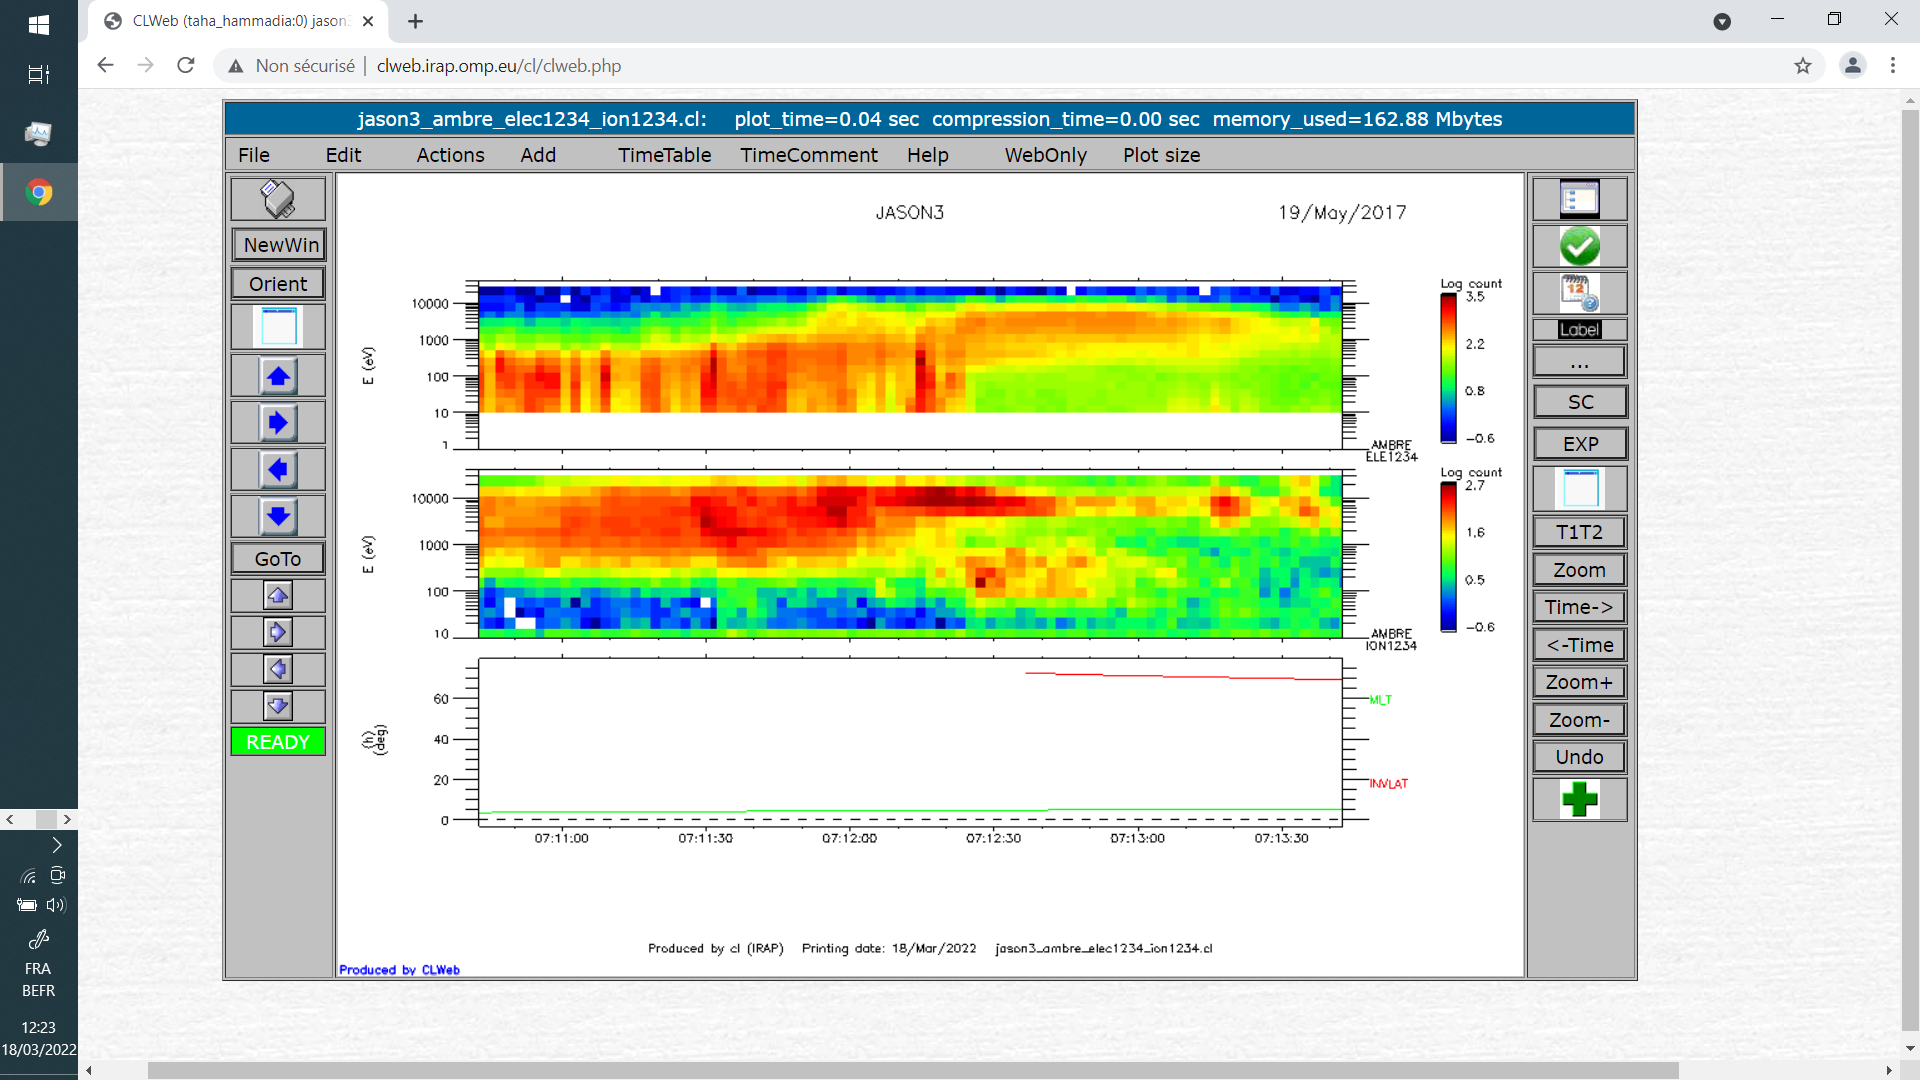 CLWeb (taha_hammadia:0) jason3
Non sécurisé | clweb.irap.omp.eu/cl/clweb.php
jason3_ambre_elec1234_ion1234.cl: plot_time=0.04 sec compression_time=0.00 sec memory_used=162.88 Mbytes
File Edit Actions Add TimeTable TimeComment Help WebOnly Plot size
NewWin
Orient
GoTo
READY
JASON3 19/May/2017
E (eV)
10000
1000
100
10
1
Log count
3.5
2.2
0.8
-0.6
AMBRE
ELE1234
E (eV)
10000
1000
100
10
Log count
2.7
1.6
0.5
-0.6
AMBRE
ION1234
(h)
(deg)
60
40
20
0
MLT
INVLAT
07:11:00 07:11:30 07:12:00 07:12:30 07:13:00 07:13:30
Produced by cl (IRAP) Printing date: 18/Mar/2022 jason3_ambre_elec1234_ion1234.cl
Produced by CLWeb
12
Label
...
SC
EXP
T1T2
Zoom
Time->
<-Time
Zoom+
Zoom-
Undo
FRA
BEFR
12:23
18/03/2022